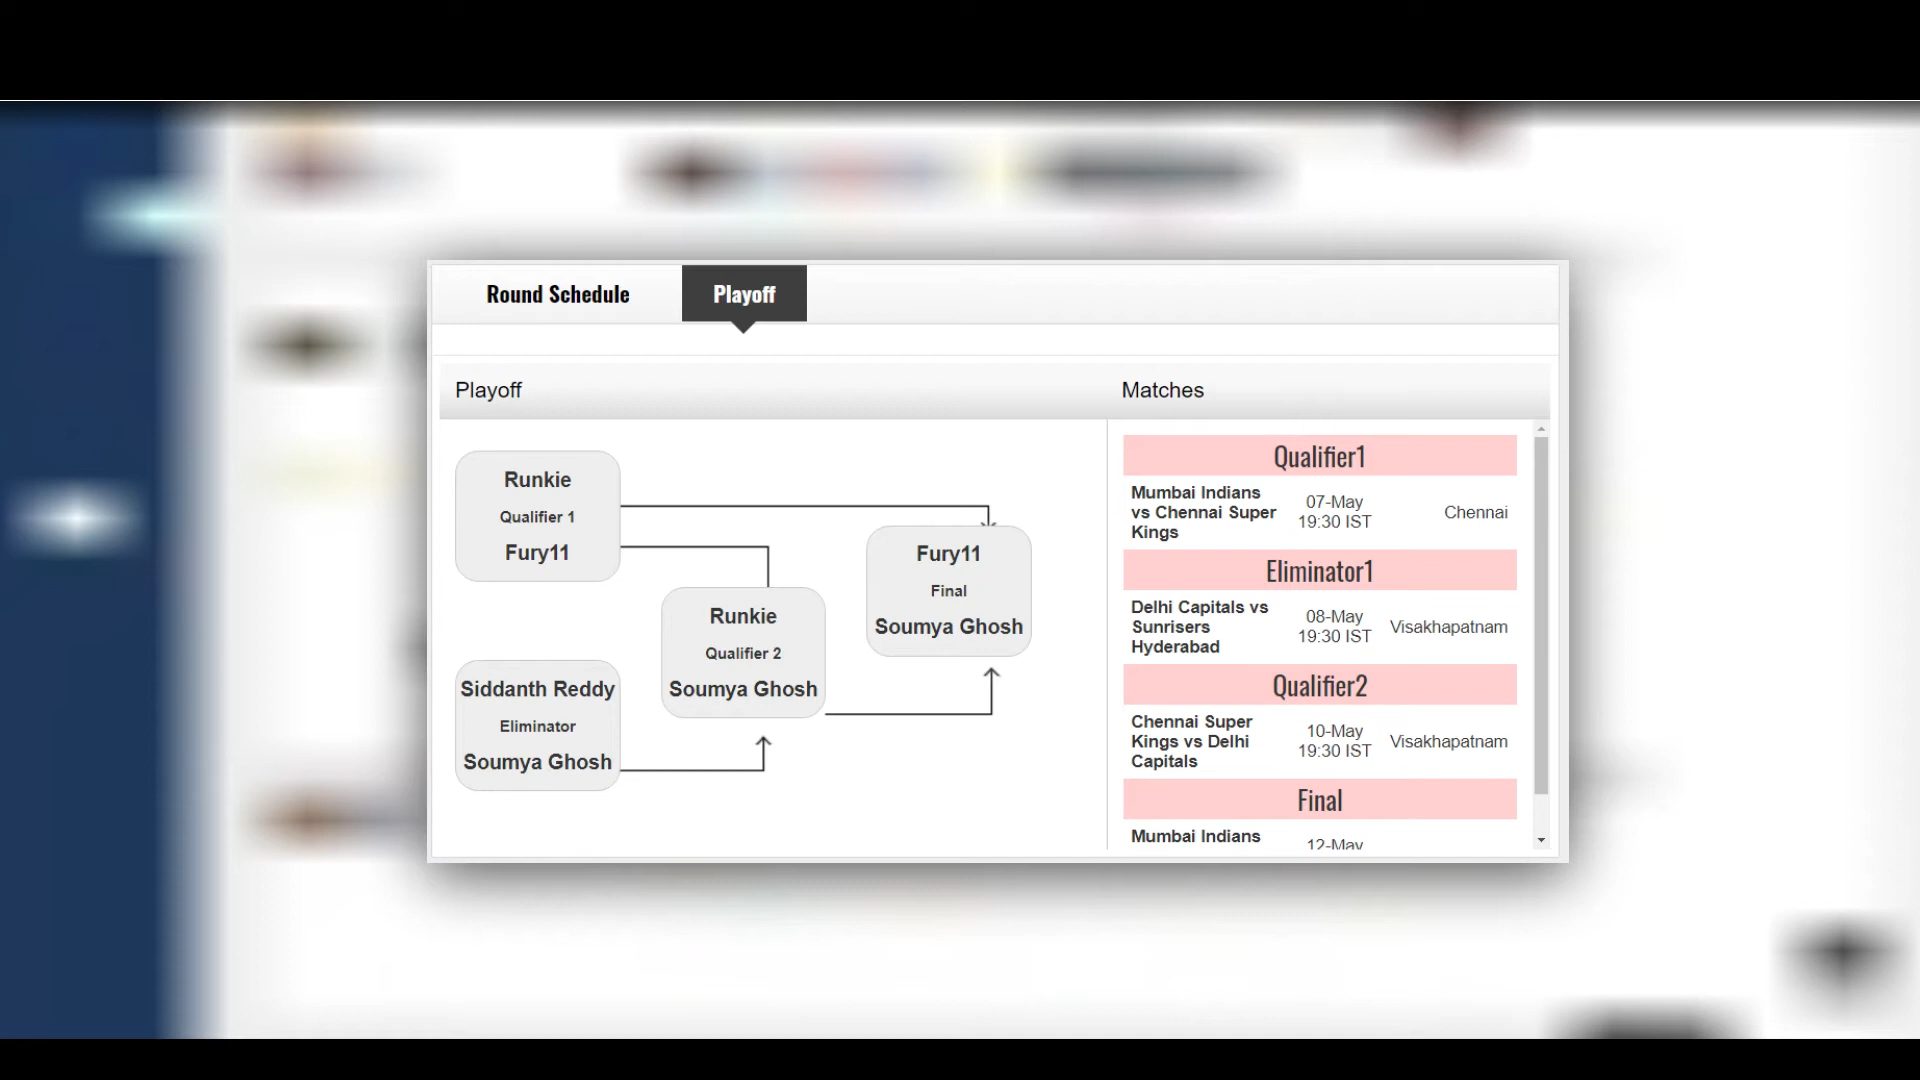 Round Schedule
Playoff
Playoff
Matches
Runkie
Qualifier 1
Fury11
Siddanth Reddy
Eliminator
Soumya Ghosh
Runkie
Qualifier 2
Soumya Ghosh
Fury11
Final
Soumya Ghosh
Qualifier1
Mumbai Indians
vs Chennai Super
Kings
07-May
19:30 IST
Chennai
Eliminator1
Delhi Capitals vs
Sunrisers
Hyderabad
08-May
19:30 IST
Visakhapatnam
Qualifier2
Chennai Super
Kings vs Delhi
Capitals
10-May
19:30 IST
Visakhapatnam
Final
Mumbai Indians
12-May